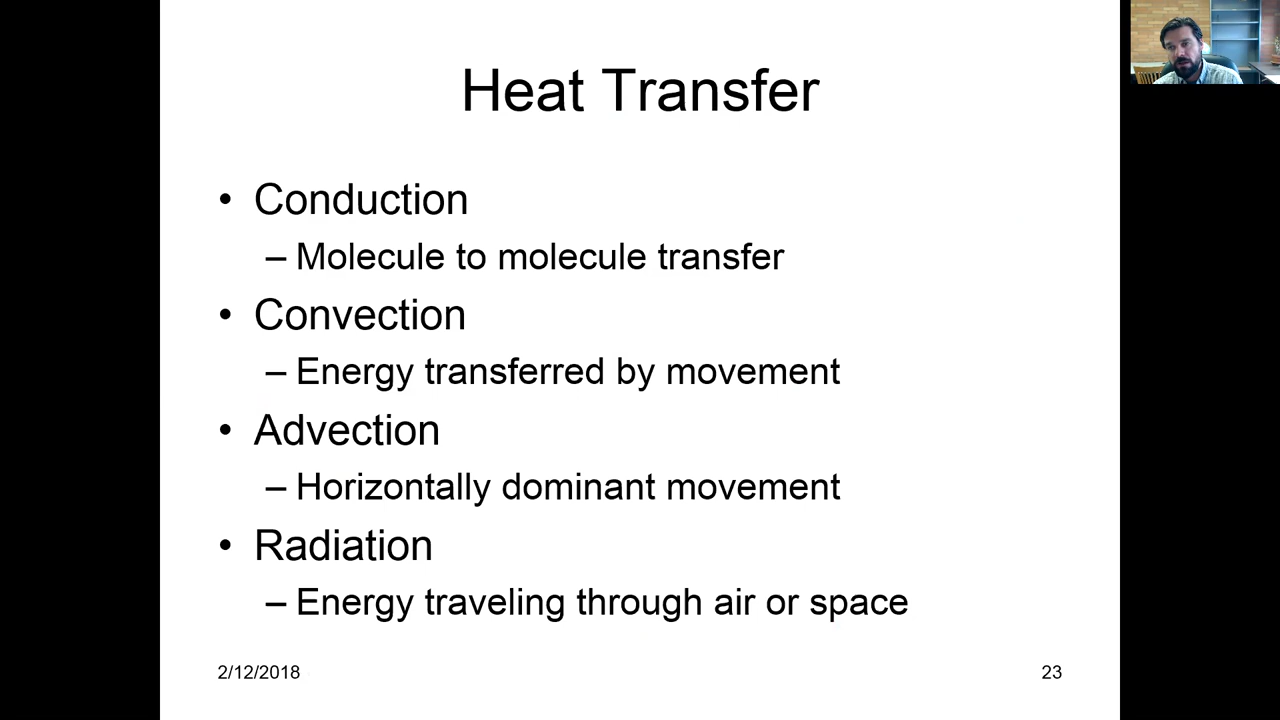 Heat Transfer
• Conduction
– Molecule to molecule transfer
• Convection
– Energy transferred by movement
• Advection
– Horizontally dominant movement
• Radiation
– Energy traveling through air or space
2/12/2018
23